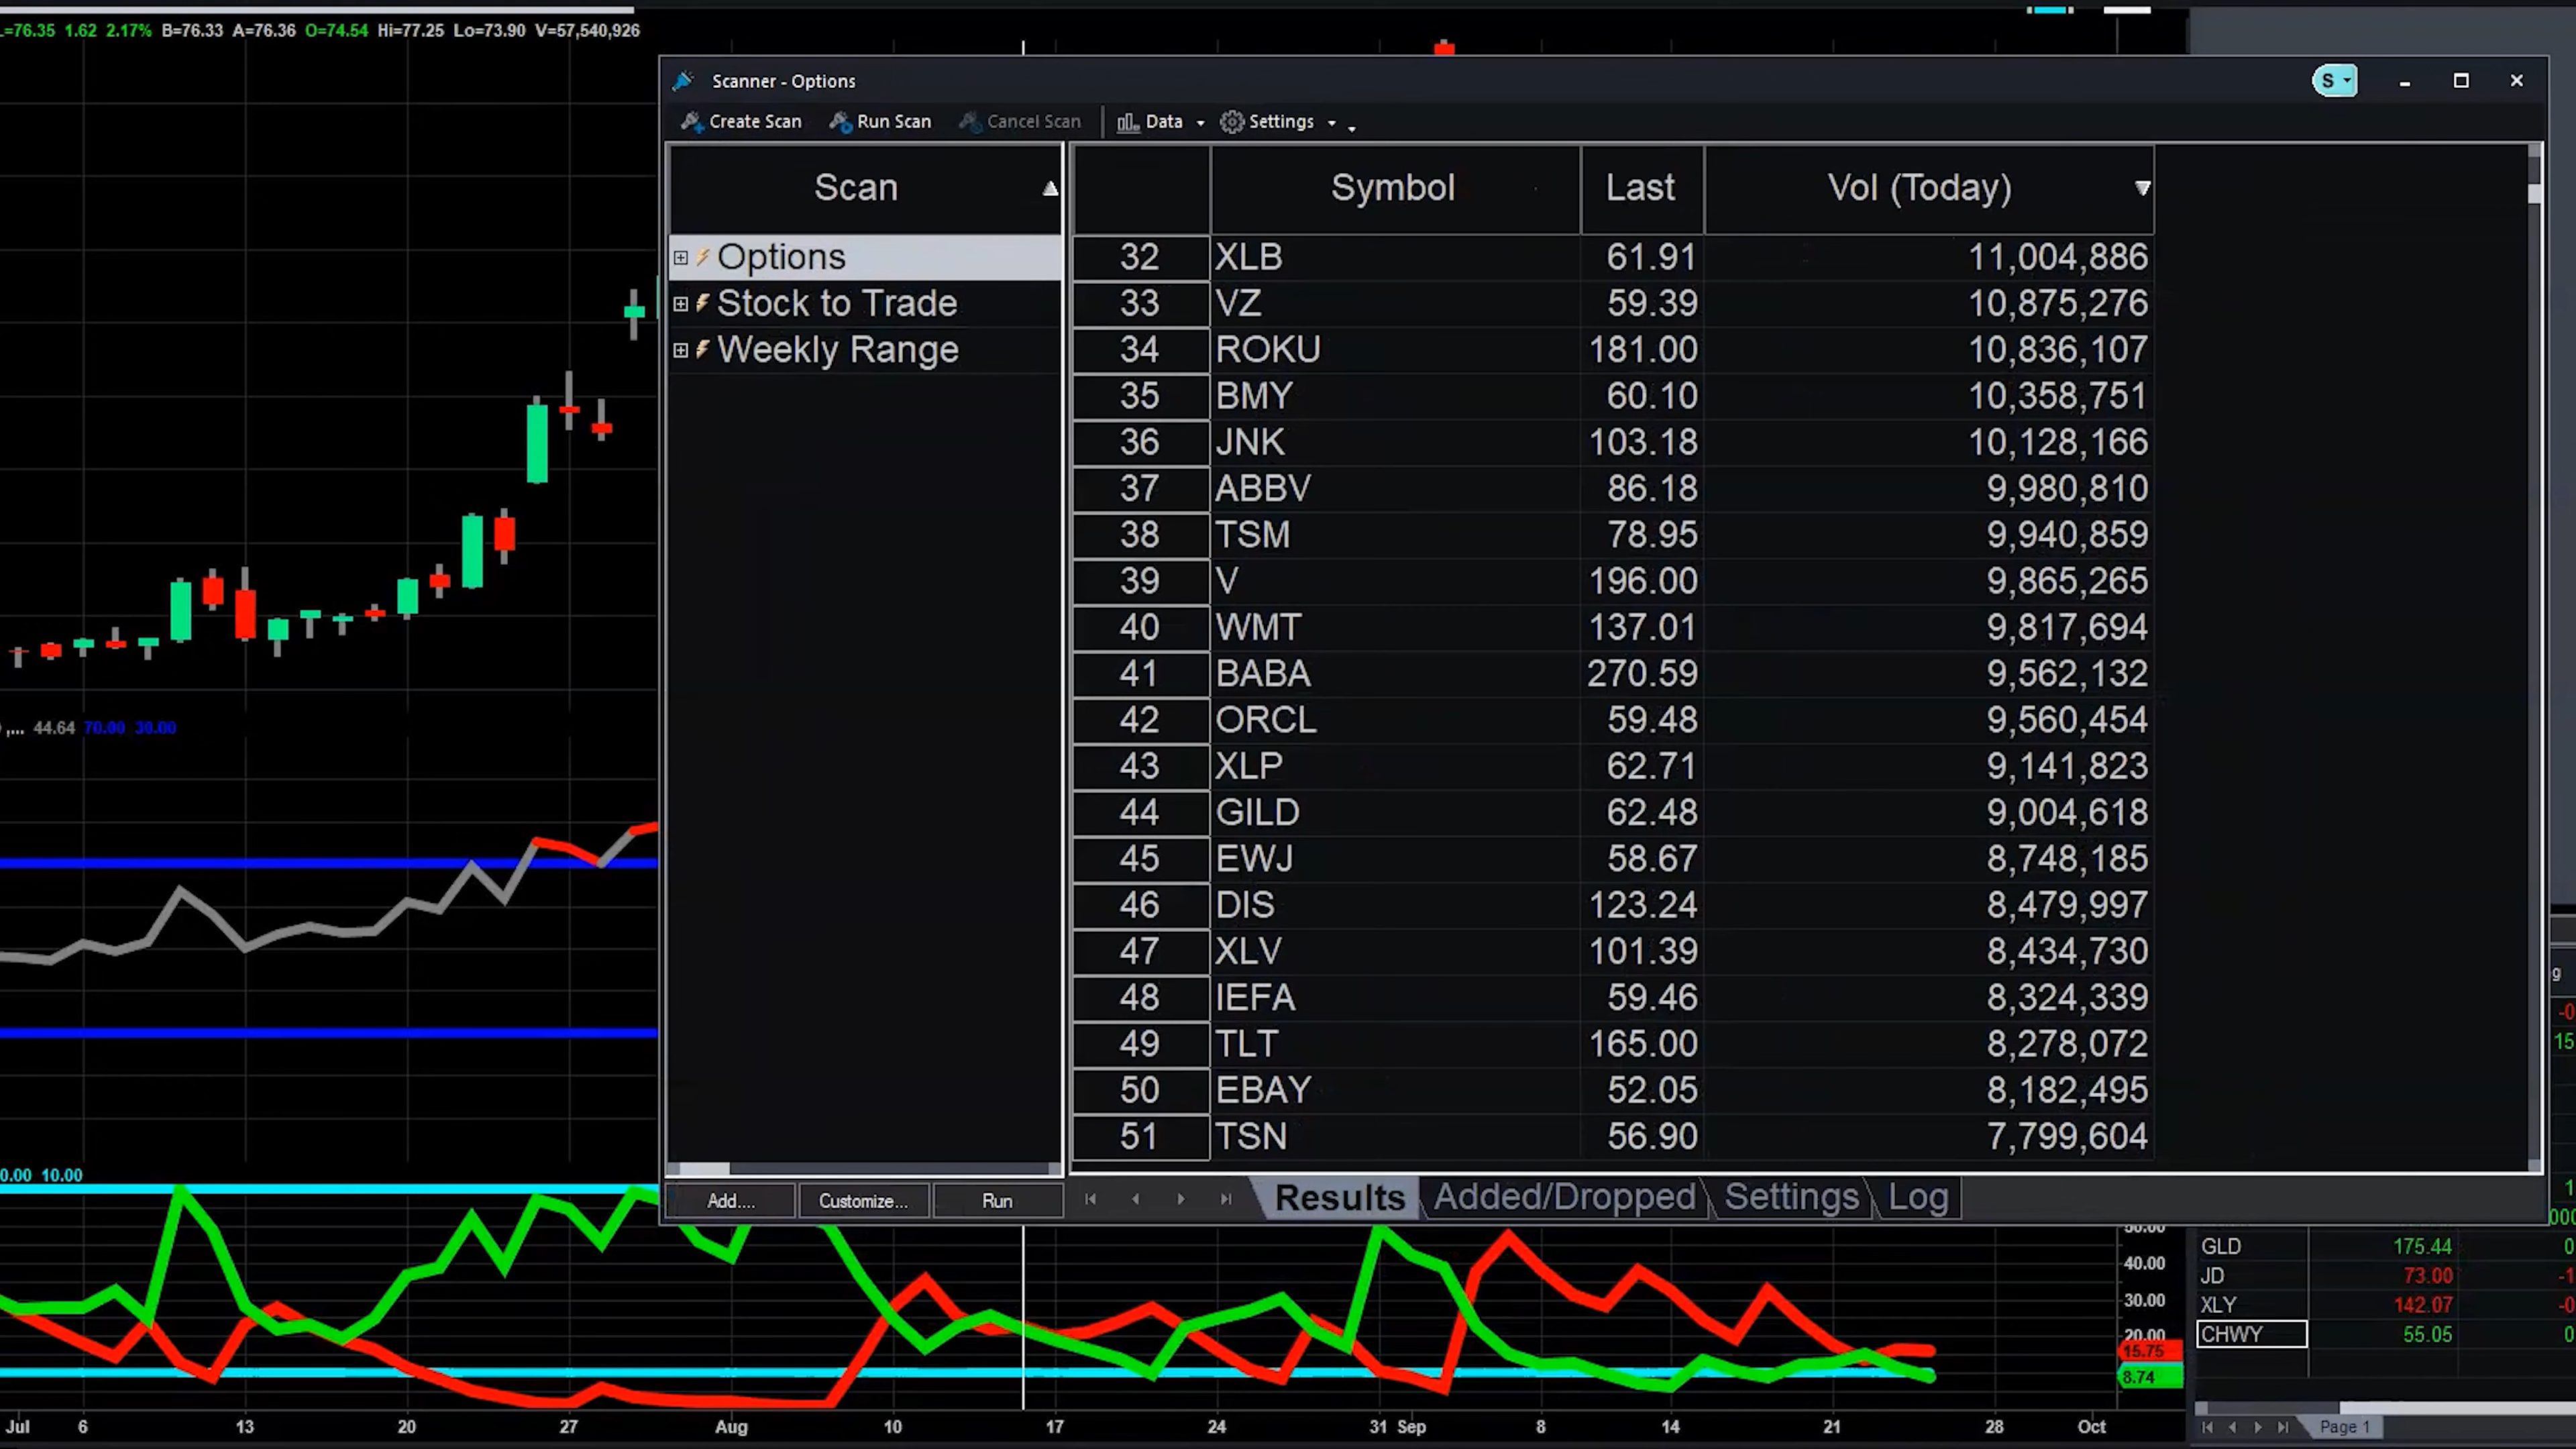 L=76.35 1.62 2.17% B=76.33 A=76.36 O=74.54 Hi=77.25 Lo=73.90 V=57,540,926
Scanner - Options
S
Create Scan Run Scan Cancel Scan Data Settings
Scan Symbol Last Vol (Today)
Options
Stock to Trade
Weekly Range
32 XLB 61.91 11,004,886
33 VZ 59.39 10,875,276
34 ROKU 181.00 10,836,107
35 BMY 60.10 10,358,751
36 JNK 103.18 10,128,166
37 ABBV 86.18 9,980,810
38 TSM 78.95 9,940,859
39 V 196.00 9,865,265
40 WMT 137.01 9,817,694
41 BABA 270.59 9,562,132
42 ORCL 59.48 9,560,454
43 XLP 62.71 9,141,823
44 GILD 62.48 9,004,618
45 EWJ 58.67 8,748,185
46 DIS 123.24 8,479,997
47 XLV 101.39 8,434,730
48 IEFA 59.46 8,324,339
49 TLT 165.00 8,278,072
50 EBAY 52.05 8,182,495
51 TSN 56.90 7,799,604
,... 44.64 70.00 30.00
0.00 10.00
Add.... Customize... Run Results Added/Dropped Settings Log
40.00
30.00
20.00
15.75
8.74
GLD 175.44 0
JD 73.00 -1
XLY 142.07 -0
CHWY 55.05 0
Jul 6 13 20 27 Aug 10 17 24 31 Sep 8 14 21 28 Oct
Page 1